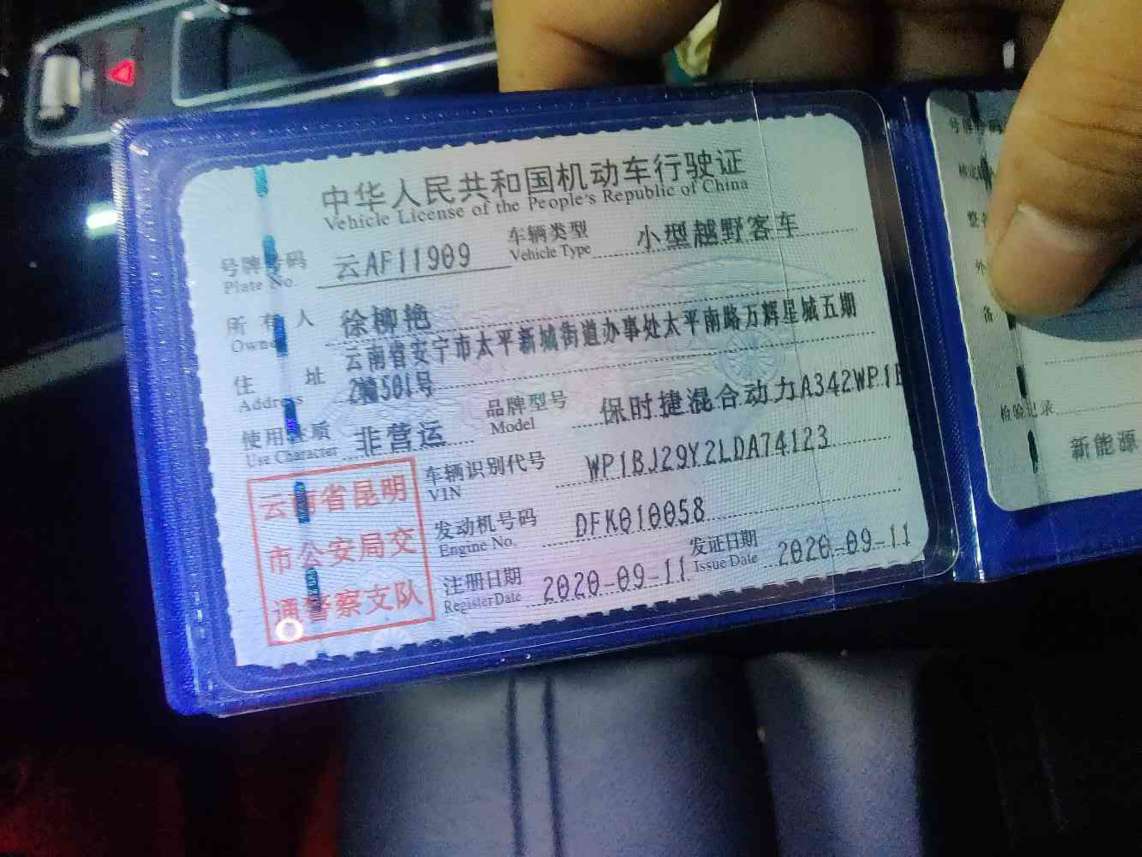 中华人民共和国机动车行驶证
Vehicle License of the People's Republic of China
号牌号码 云AF11909 车辆类型 小型越野客车
Plate No. Vehicle Type
所有人 徐柳艳
Owner
住址 云南省安宁市太平新城街道办事处太平南路万辉星城五期
Address 2幢501号
使用性质 非营运 品牌型号 保时捷混合动力A342WP1B
Use Character Model
云南省昆明
市公安局交
通警察支队
车辆识别代号 WP1BJ29Y2LDA74123
VIN
发动机号码 DFK010058
Engine No.
注册日期 2020-09-11 发证日期 2020-09-11
Register Date Issue Date
检验记录
新能源